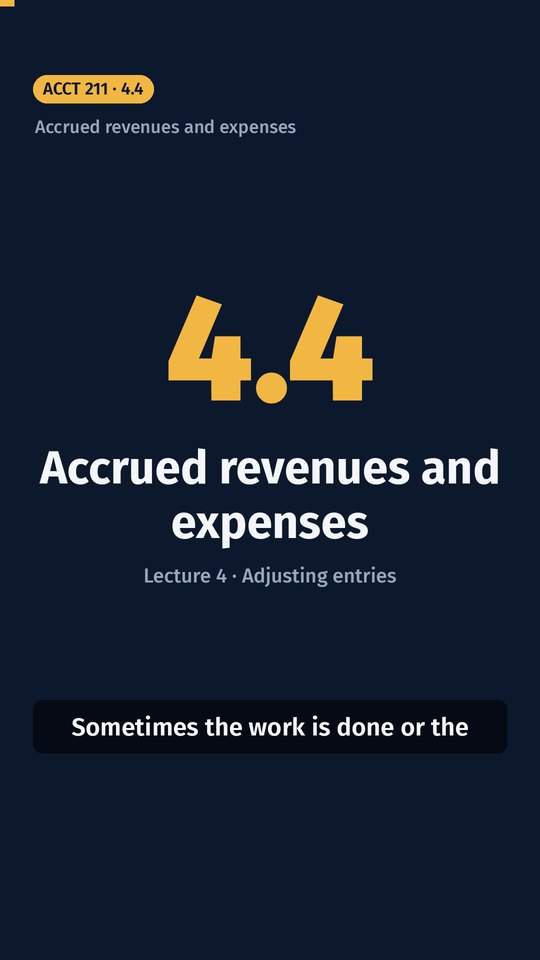 ACCT 211 · 4.4
Accrued revenues and expenses
4.4
Accrued revenues and
expenses
Lecture 4 · Adjusting entries
Sometimes the work is done or the